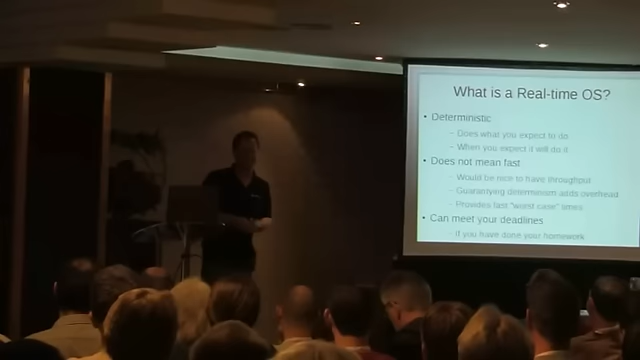 What is a Real-time OS?
• Deterministic
– Does what you expect to do
– When you expect it will do it
• Does not mean fast
– Would be nice to have throughput
– Guarantying determinism adds overhead
– Provides fast "worst case" times
• Can meet your deadlines
– If you have done your homework